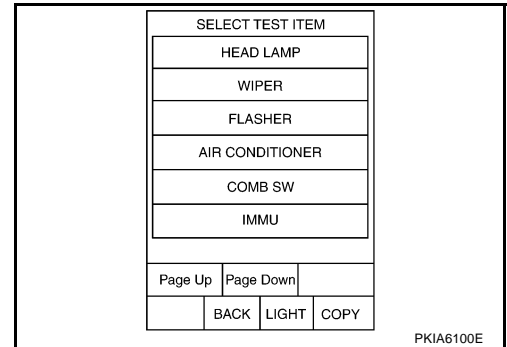 SELECT TEST ITEM
HEAD LAMP
WIPER
FLASHER
AIR CONDITIONER
COMB SW
IMMU
Page Up Page Down
BACK LIGHT COPY
PKIA6100E